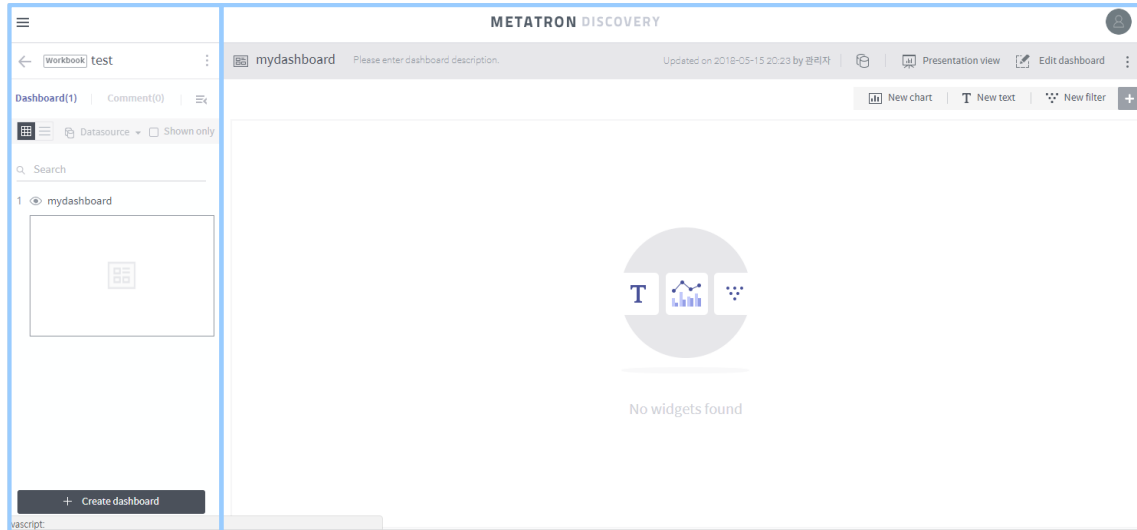 METATRON DISCOVERY
Workbook test
mydashboard Please enter dashboard description. Updated on 2018-05-15 20:23 by 관리자 Presentation view Edit dashboard
Dashboard(1) Comment(0)
New chart T New text New filter +
Datasource Shown only
Search
1 mydashboard
T
No widgets found
+ Create dashboard
vascript: